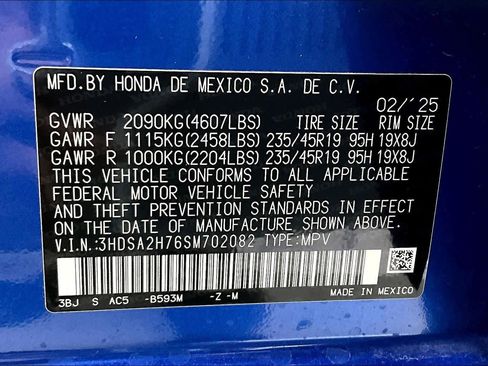 MFD.BY HONDA DE MEXICO S.A. DE C.V.
02/´25
GVWR 2090KG(4607LBS) TIRE SIZE RIM SIZE
GAWR F 1115KG(2458LBS) 235/45R19 95H 19X8J
GAWR R 1000KG(2204LBS) 235/45R19 95H 19X8J
THIS VEHICLE CONFORMS TO ALL APPLICABLE
FEDERAL MOTOR VEHICLE SAFETY
AND THEFT PREVENTION STANDARDS IN EFFECT
ON THE DATE OF MANUFACTURE SHOWN ABOVE.
V.I.N.:3HDSA2H76SM702082 TYPE:MPV
3BJ S AC5 -B593M -Z -M
MADE IN MEXICO